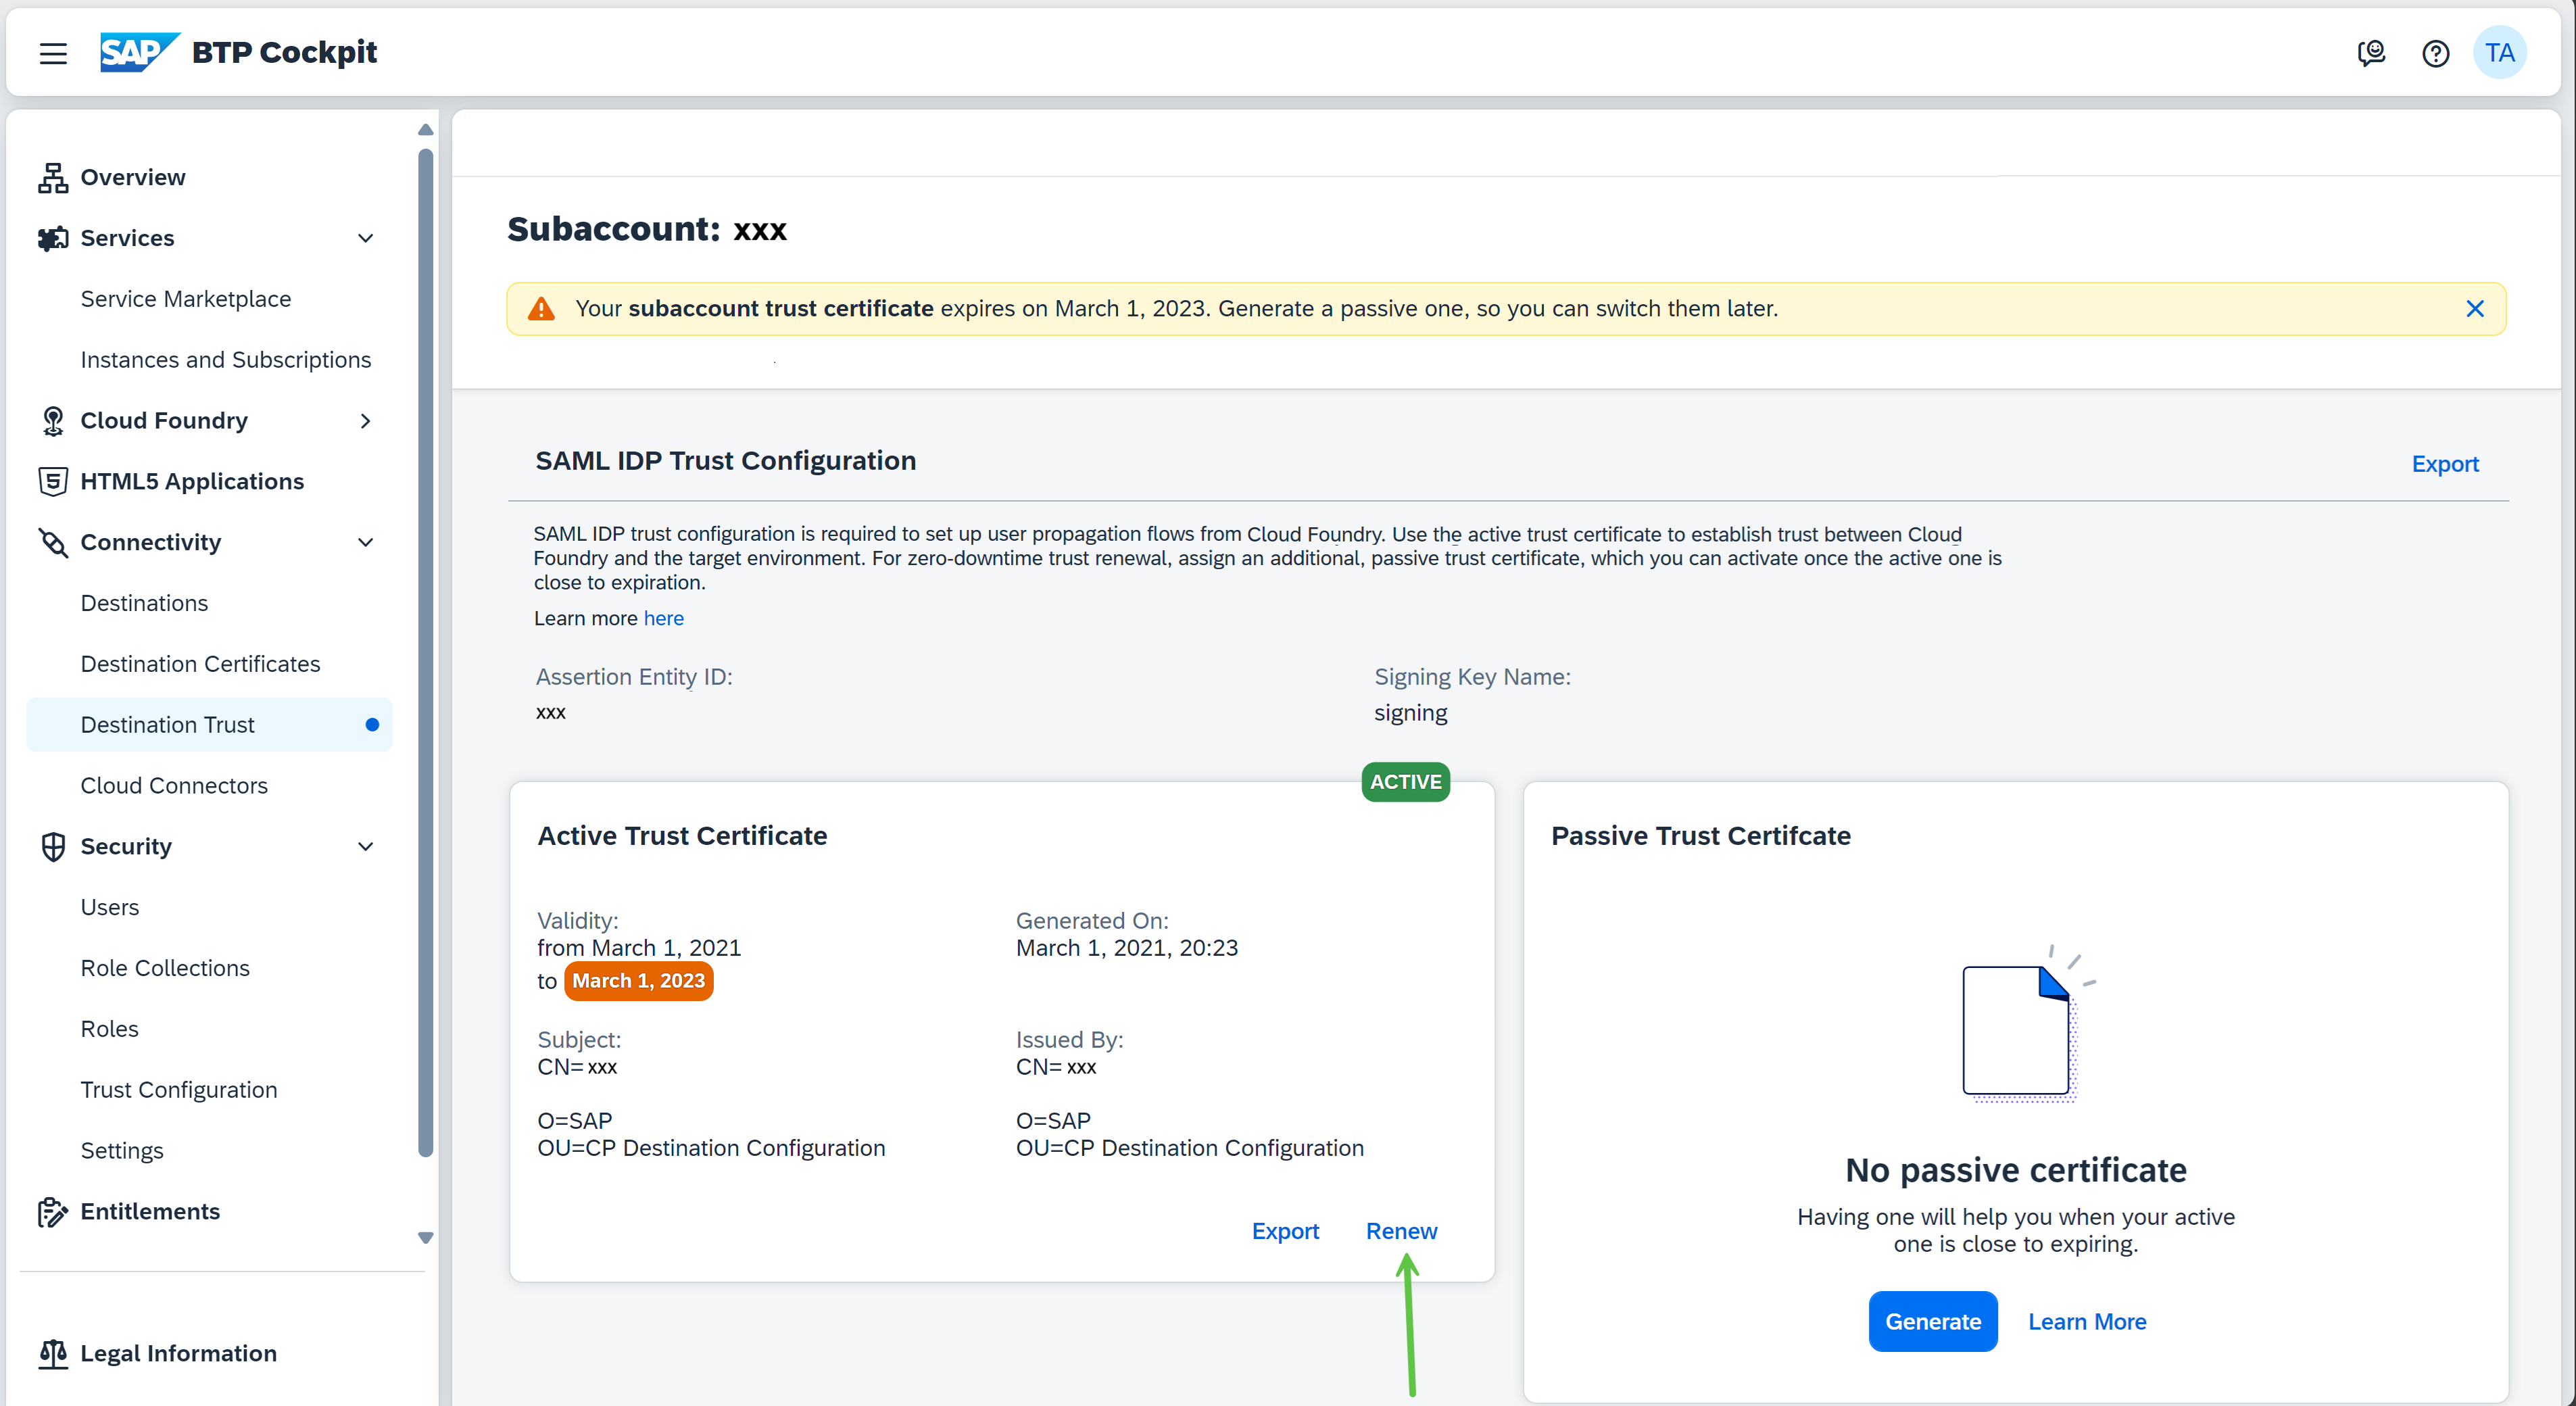 SAP BTP Cockpit
TA
Overview
Services
Service Marketplace
Instances and Subscriptions
Cloud Foundry
HTML5 Applications
Connectivity
Destinations
Destination Certificates
Destination Trust
Cloud Connectors
Security
Users
Role Collections
Roles
Trust Configuration
Settings
Entitlements
Legal Information
Subaccount: xxx
Your subaccount trust certificate expires on March 1, 2023. Generate a passive one, so you can switch them later.
SAML IDP Trust Configuration
Export
SAML IDP trust configuration is required to set up user propagation flows from Cloud Foundry. Use the active trust certificate to establish trust between Cloud
Foundry and the target environment. For zero-downtime trust renewal, assign an additional, passive trust certificate, which you can activate once the active one is
close to expiration.
Learn more here
Assertion Entity ID:
xxx
Signing Key Name:
signing
ACTIVE
Active Trust Certificate
Validity:
from March 1, 2021
to March 1, 2023
Generated On:
March 1, 2021, 20:23
Subject:
CN= xxx
O=SAP
OU=CP Destination Configuration
Issued By:
CN= xxx
O=SAP
OU=CP Destination Configuration
Export Renew
Passive Trust Certifcate
No passive certificate
Having one will help you when your active
one is close to expiring.
Generate Learn More